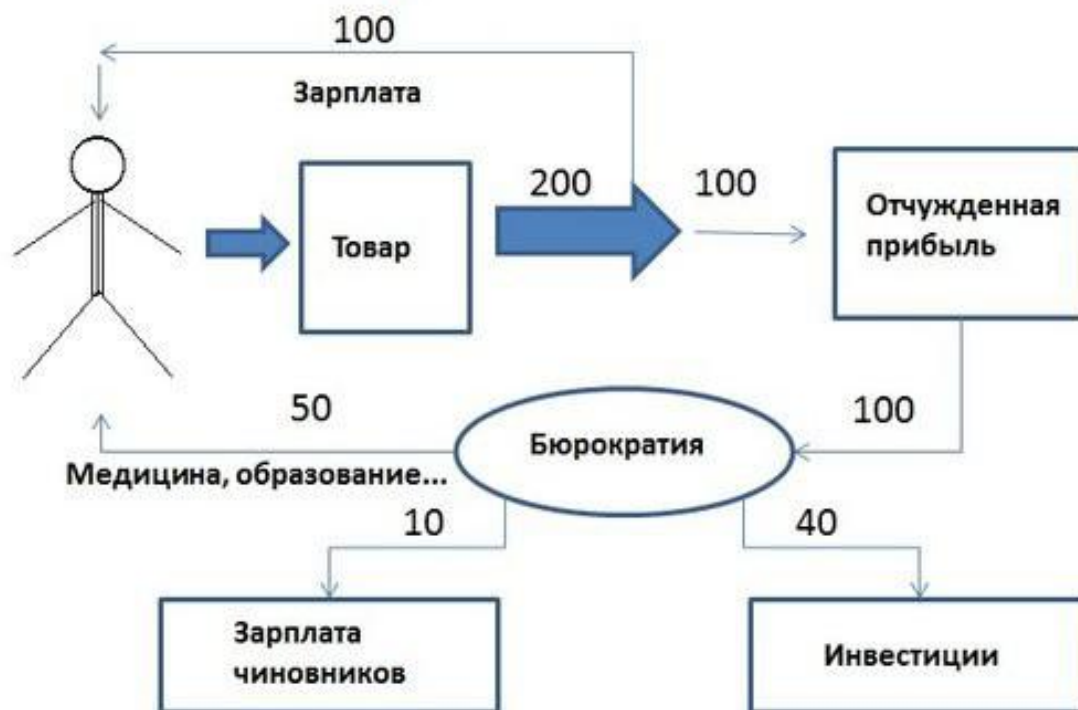 100
Зарплата
200
100
Отчужденная
прибыль
Товар
50
100
Бюрократия
Медицина, образование...
10
40
Зарплата
чиновников
Инвестиции